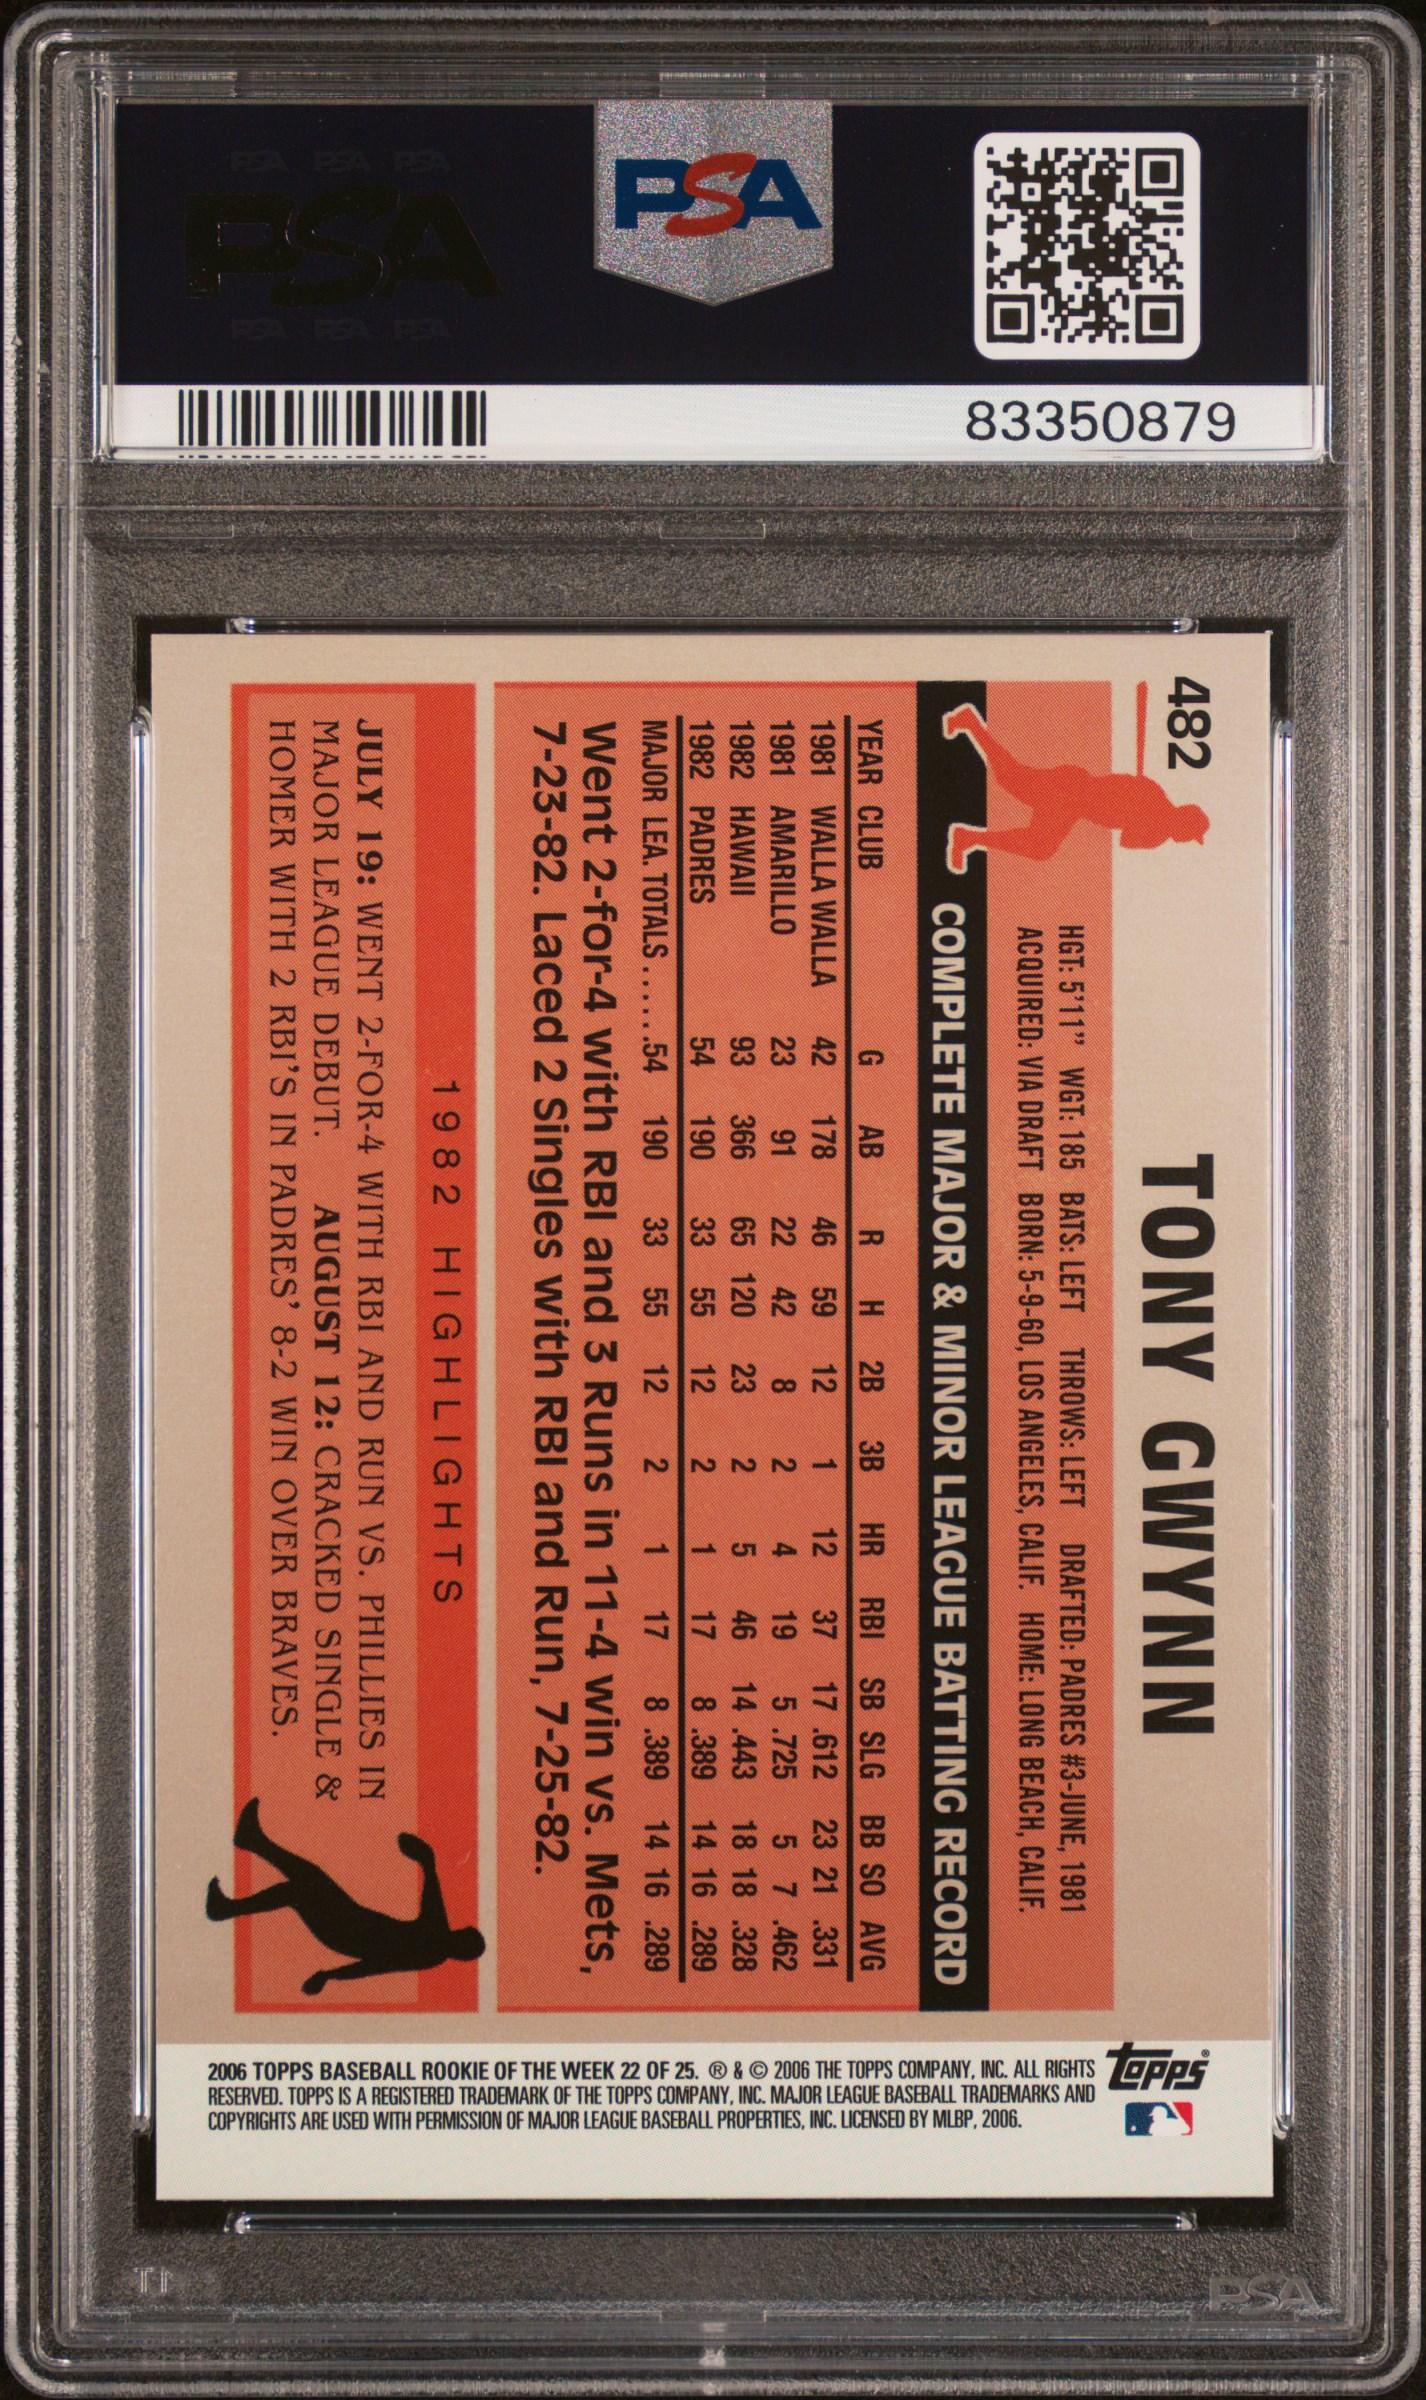 PSA PSA PSA
PSA
PSA PSA PSA
PSA
83350879
482
TONY GWYNN
HGT: 5'11" WGT: 185 BATS: LEFT THROWS: LEFT DRAFTED: PADRES #3-JUNE, 1981
ACQUIRED: VIA DRAFT BORN: 5-9-60, LOS ANGELES, CALIF. HOME: LONG BEACH, CALIF.
COMPLETE MAJOR & MINOR LEAGUE BATTING RECORD
YEAR CLUB G AB R H 2B 3B HR RBI SB SLG BB SO AVG
1981 WALLA WALLA 42 178 46 59 12 1 12 37 17 .612 23 21 .331
1981 AMARILLO 23 91 22 42 8 2 4 19 5 .725 5 7 .462
1982 HAWAII 93 366 65 120 23 2 5 46 14 .443 18 18 .328
1982 PADRES 54 190 33 55 12 2 1 17 8 .389 14 16 .289
MAJOR LEA. TOTALS......54 190 33 55 12 2 1 17 8 .389 14 16 .289
Went 2-for-4 with RBI and 3 Runs in 11-4 win vs. Mets,
7-23-82. Laced 2 Singles with RBI and Run, 7-25-82.
1982 HIGHLIGHTS
JULY 19: WENT 2-FOR-4 WITH RBI AND RUN VS. PHILLIES IN
MAJOR LEAGUE DEBUT. AUGUST 12: CRACKED SINGLE &
HOMER WITH 2 RBI'S IN PADRES' 8-2 WIN OVER BRAVES.
topps®
2006 TOPPS BASEBALL ROOKIE OF THE WEEK 22 OF 25. ® & © 2006 THE TOPPS COMPANY, INC. ALL RIGHTS
RESERVED. TOPPS IS A REGISTERED TRADEMARK OF THE TOPPS COMPANY, INC. MAJOR LEAGUE BASEBALL TRADEMARKS AND
COPYRIGHTS ARE USED WITH PERMISSION OF MAJOR LEAGUE BASEBALL PROPERTIES, INC. LICENSED BY MLBP, 2006.
PSA